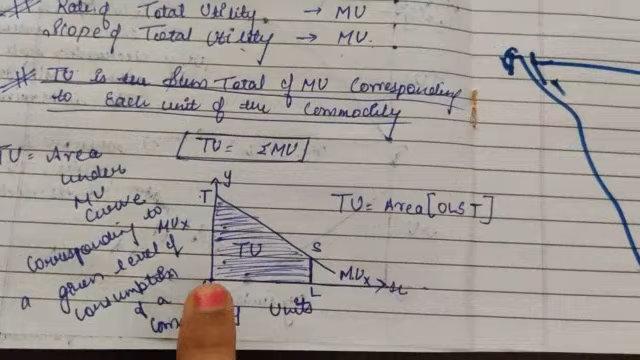 # Rate of Total Utility → MU
Slope of Total Utility → MU.
# TU is the Sum Total of MU Corresponding
to Each unit of the Commodity
TU = ΣMU
TU = Area
under
MU
Curve
Corresponding to
a given level of
Consumption
of a
y
T
MUx
TU
S
MUx
x
L
Units
TU = Area [OLST]